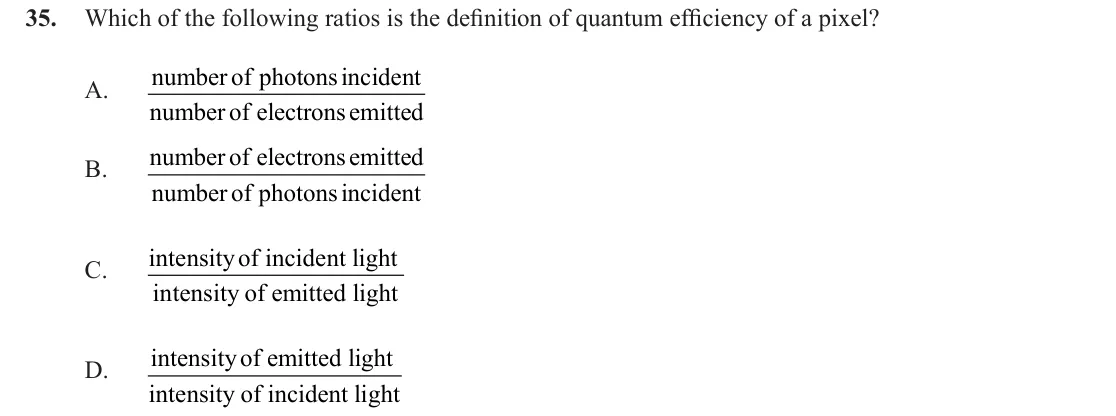 35. Which of the following ratios is the definition of quantum efficiency of a pixel?
A. number of photons incident
number of electrons emitted
B. number of electrons emitted
number of photons incident
C. intensity of incident light
intensity of emitted light
D. intensity of emitted light
intensity of incident light